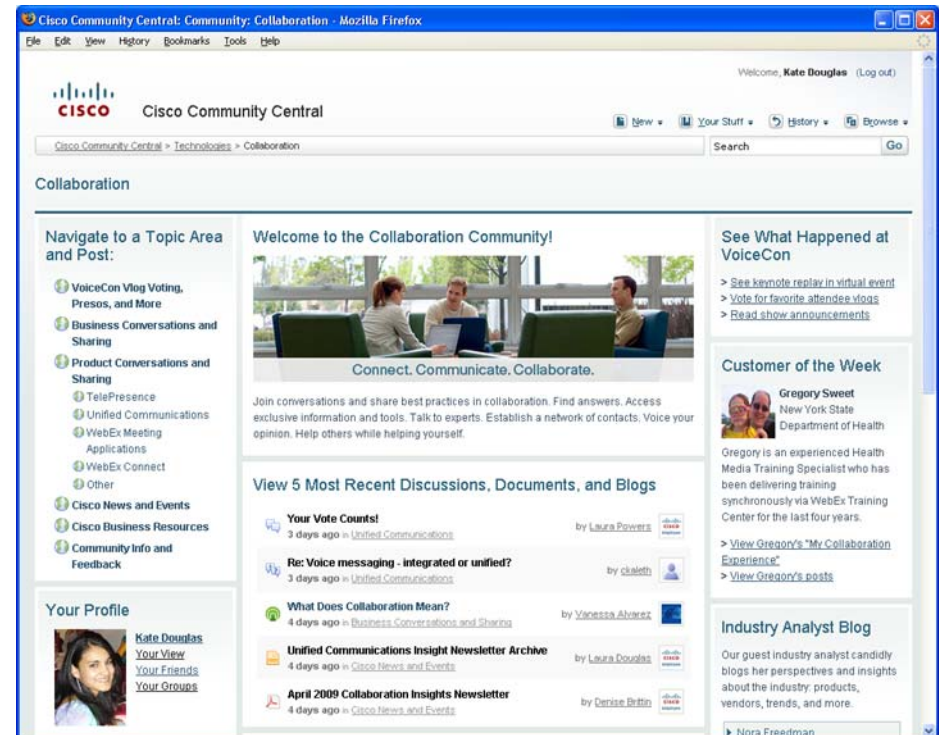 Cisco Community Central: Community: Collaboration - Mozilla Firefox
File Edit View History Bookmarks Tools Help
Welcome, Kate Douglas (Log out)
CISCO
Cisco Community Central
New Your Stuff History Browse
Cisco Community Central > Technologies > Collaboration
Search
Go
Collaboration
Navigate to a Topic Area
and Post:
VoiceCon Vlog Voting,
Presos, and More
Business Conversations and
Sharing
Product Conversations and
Sharing
TelePresence
Unified Communications
WebEx Meeting
Applications
WebEx Connect
Other
Cisco News and Events
Cisco Business Resources
Community Info and
Feedback
Your Profile
Kate Douglas
Your View
Your Friends
Your Groups
Welcome to the Collaboration Community!
Connect. Communicate. Collaborate.
Join conversations and share best practices in collaboration. Find answers. Access
exclusive information and tools. Talk to experts. Establish a network of contacts. Voice your
opinion. Help others while helping yourself.
View 5 Most Recent Discussions, Documents, and Blogs
Your Vote Counts!
3 days ago in Unified Communications
by Laura Powers
Re: Voice messaging - integrated or unified?
3 days ago in Unified Communications
by ckaleth
What Does Collaboration Mean?
4 days ago in Business Conversations and Sharing
by Vanessa Alvarez
Unified Communications Insight Newsletter Archive
4 days ago in Cisco News and Events
by Laura Douglas
April 2009 Collaboration Insights Newsletter
4 days ago in Cisco News and Events
by Denise Brittin
See What Happened at
VoiceCon
> See keynote replay in virtual event
> Vote for favorite attendee vlogs
> Read show announcements
Customer of the Week
Gregory Sweet
New York State
Department of Health
Gregory is an experienced Health
Media Training Specialist who has
been delivering training
synchronously via WebEx Training
Center for the last four years.
> View Gregory's "My Collaboration
Experience"
> View Gregory's posts
Industry Analyst Blog
Our guest industry analyst candidly
blogs her perspectives and insights
about the industry: products,
vendors, trends, and more.
Nora Freedman